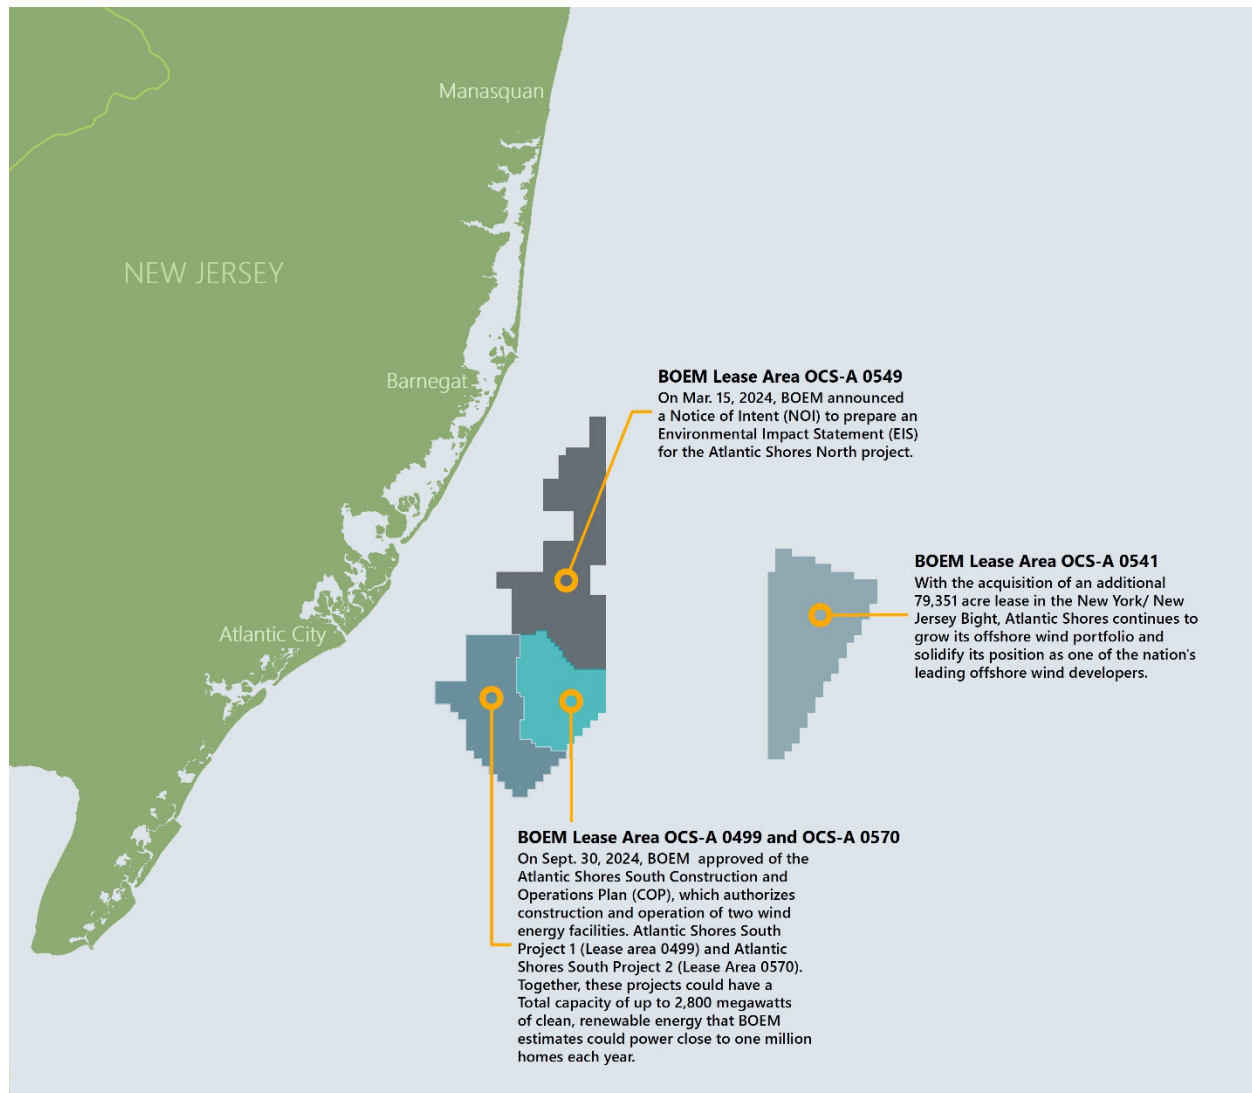 Manasquan
NEW JERSEY
BOEM Lease Area OCS-A 0549
On Mar. 15, 2024, BOEM announced
a Notice of Intent (NOI) to prepare an
Environmental Impact Statement (EIS)
for the Atlantic Shores North project.
Barnegat
BOEM Lease Area OCS-A 0541
With the acquisition of an additional
79,351 acre lease in the New York/ New
Jersey Bight, Atlantic Shores continues to
grow its offshore wind portfolio and
solidify its position as one of the nation's
leading offshore wind developers.
Atlantic City
BOEM Lease Area OCS-A 0499 and OCS-A 0570
On Sept. 30, 2024, BOEM  approved of the
Atlantic Shores South Construction and
Operations Plan (COP), which authorizes
construction and operation of two wind
energy facilities. Atlantic Shores South
Project 1 (Lease area 0499) and Atlantic
Shores South Project 2 (Lease Area 0570).
Together, these projects could have a
Total capacity of up to 2,800 megawatts
of clean, renewable energy that BOEM
estimates could power close to one million
homes each year.